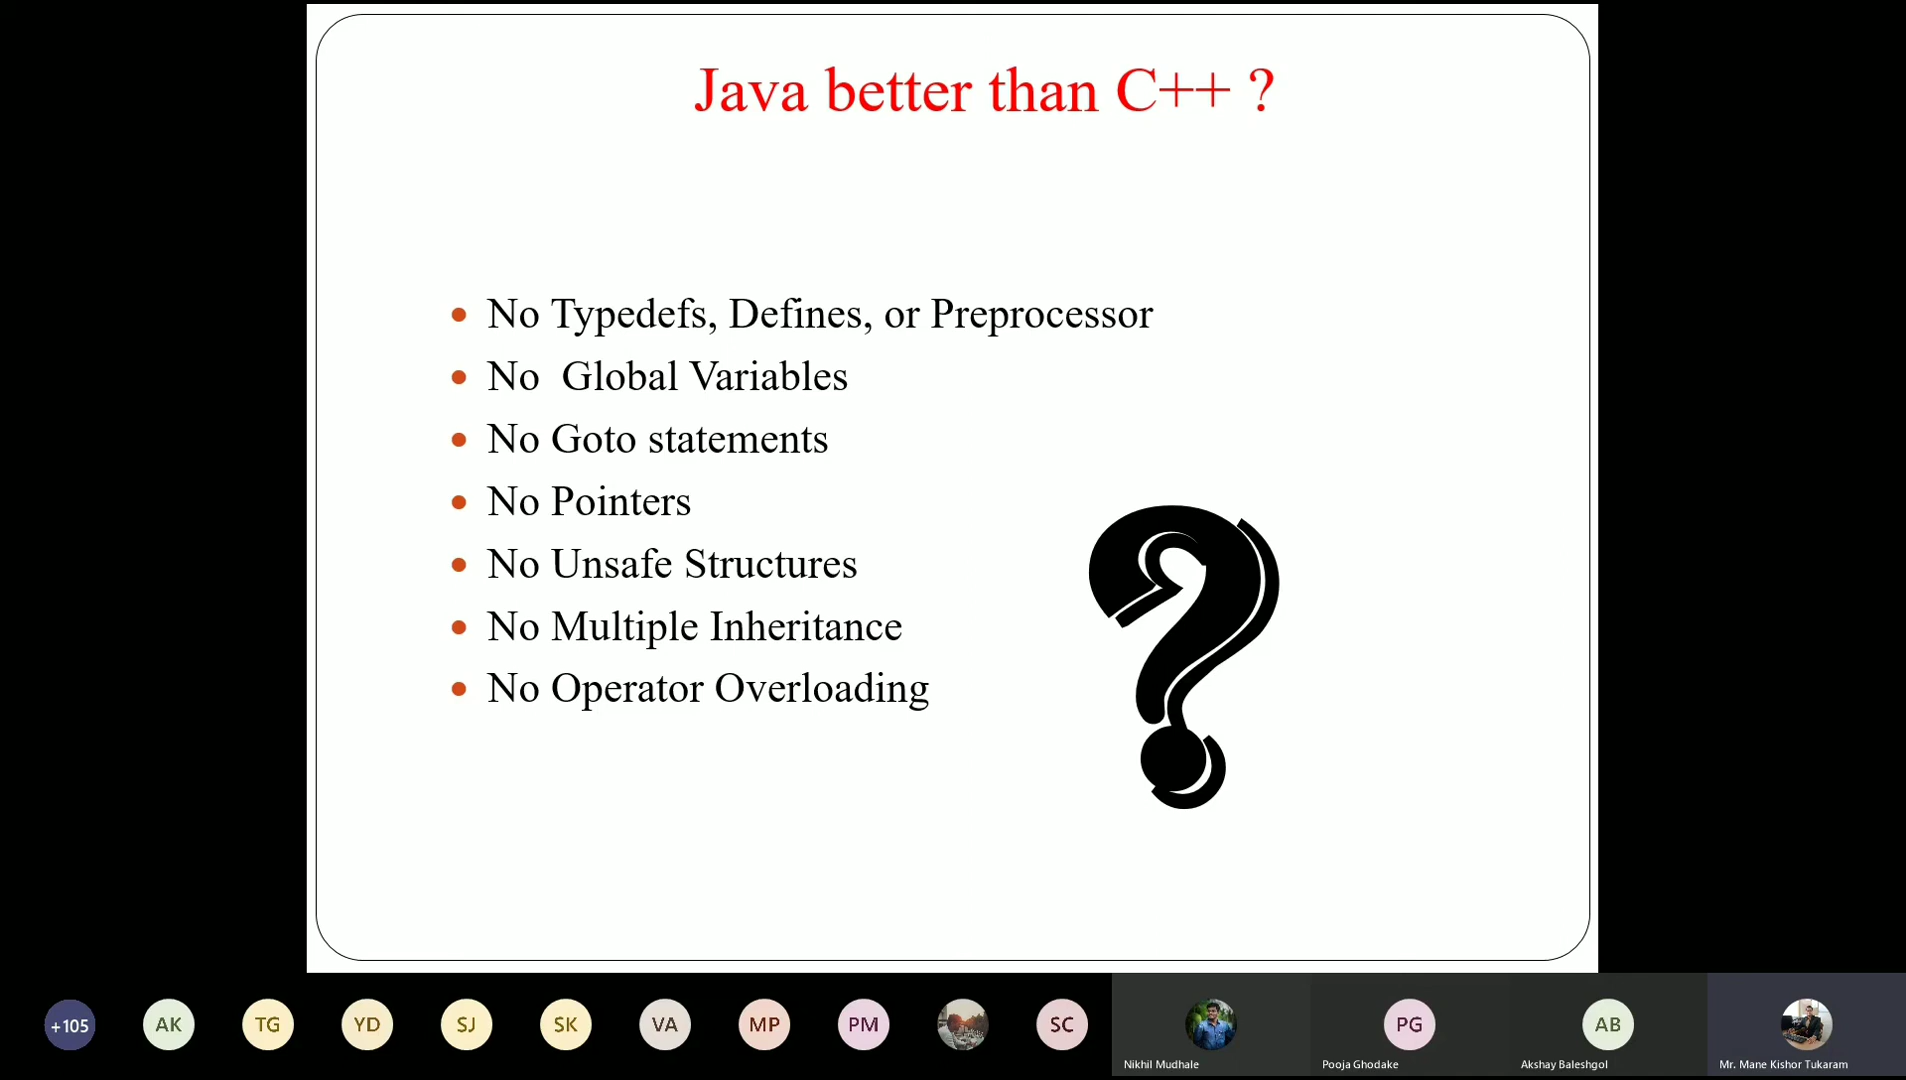 Java better than C++ ?
• No Typedefs, Defines, or Preprocessor
• No  Global Variables
• No Goto statements
• No Pointers
• No Unsafe Structures
• No Multiple Inheritance
• No Operator Overloading
?
+105 AK TG YD SJ SK VA MP PM SC PG AB
Nikhil Mudhale Pooja Ghodake Akshay Baleshgol Mr. Mane Kishor Tukaram